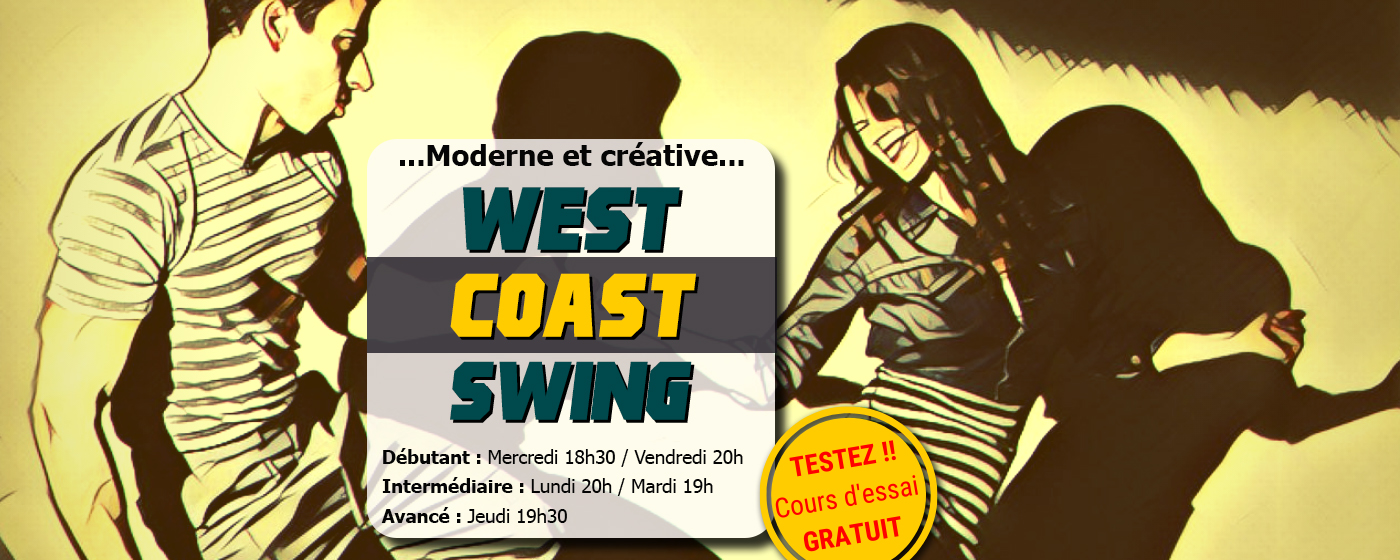 ...Moderne et créative...
WEST
COAST
SWING
Débutant : Mercredi 18h30 / Vendredi 20h
Intermédiaire : Lundi 20h / Mardi 19h
Avancé : Jeudi 19h30
TESTEZ !!
Cours d'essai
GRATUIT